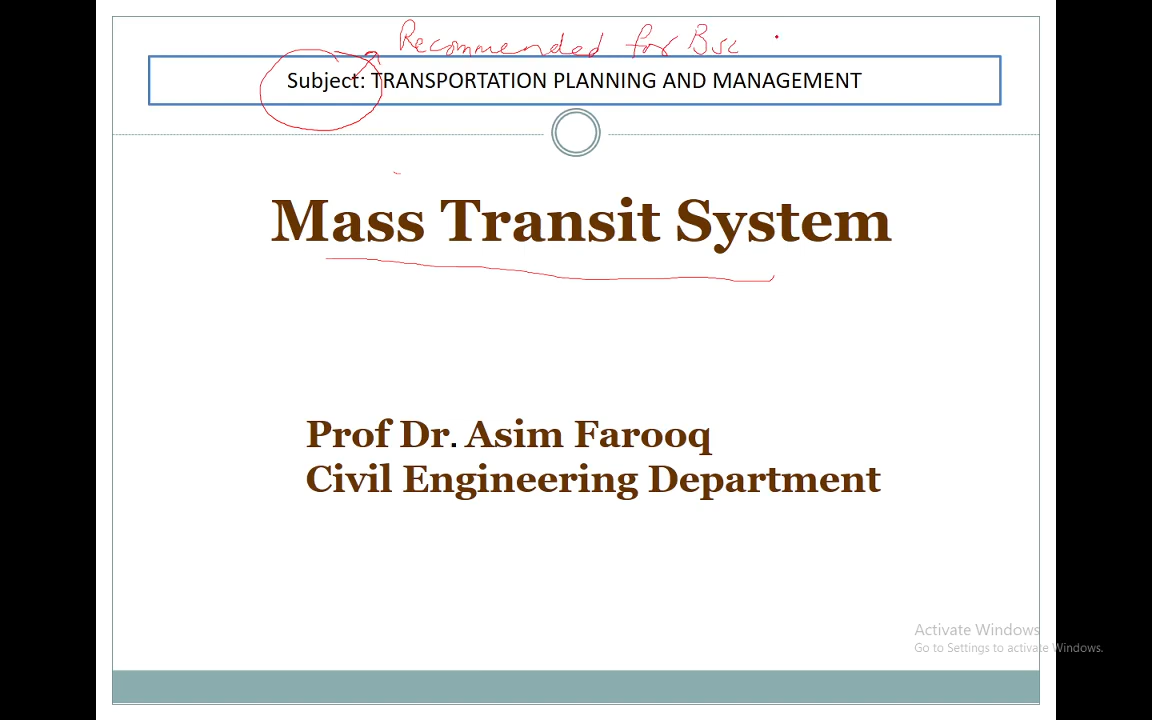 Recommended for Bsc
Subject: TRANSPORTATION PLANNING AND MANAGEMENT
Mass Transit System
Prof Dr. Asim Farooq
Civil Engineering Department
Activate Windows
Go to Settings to activate Windows.